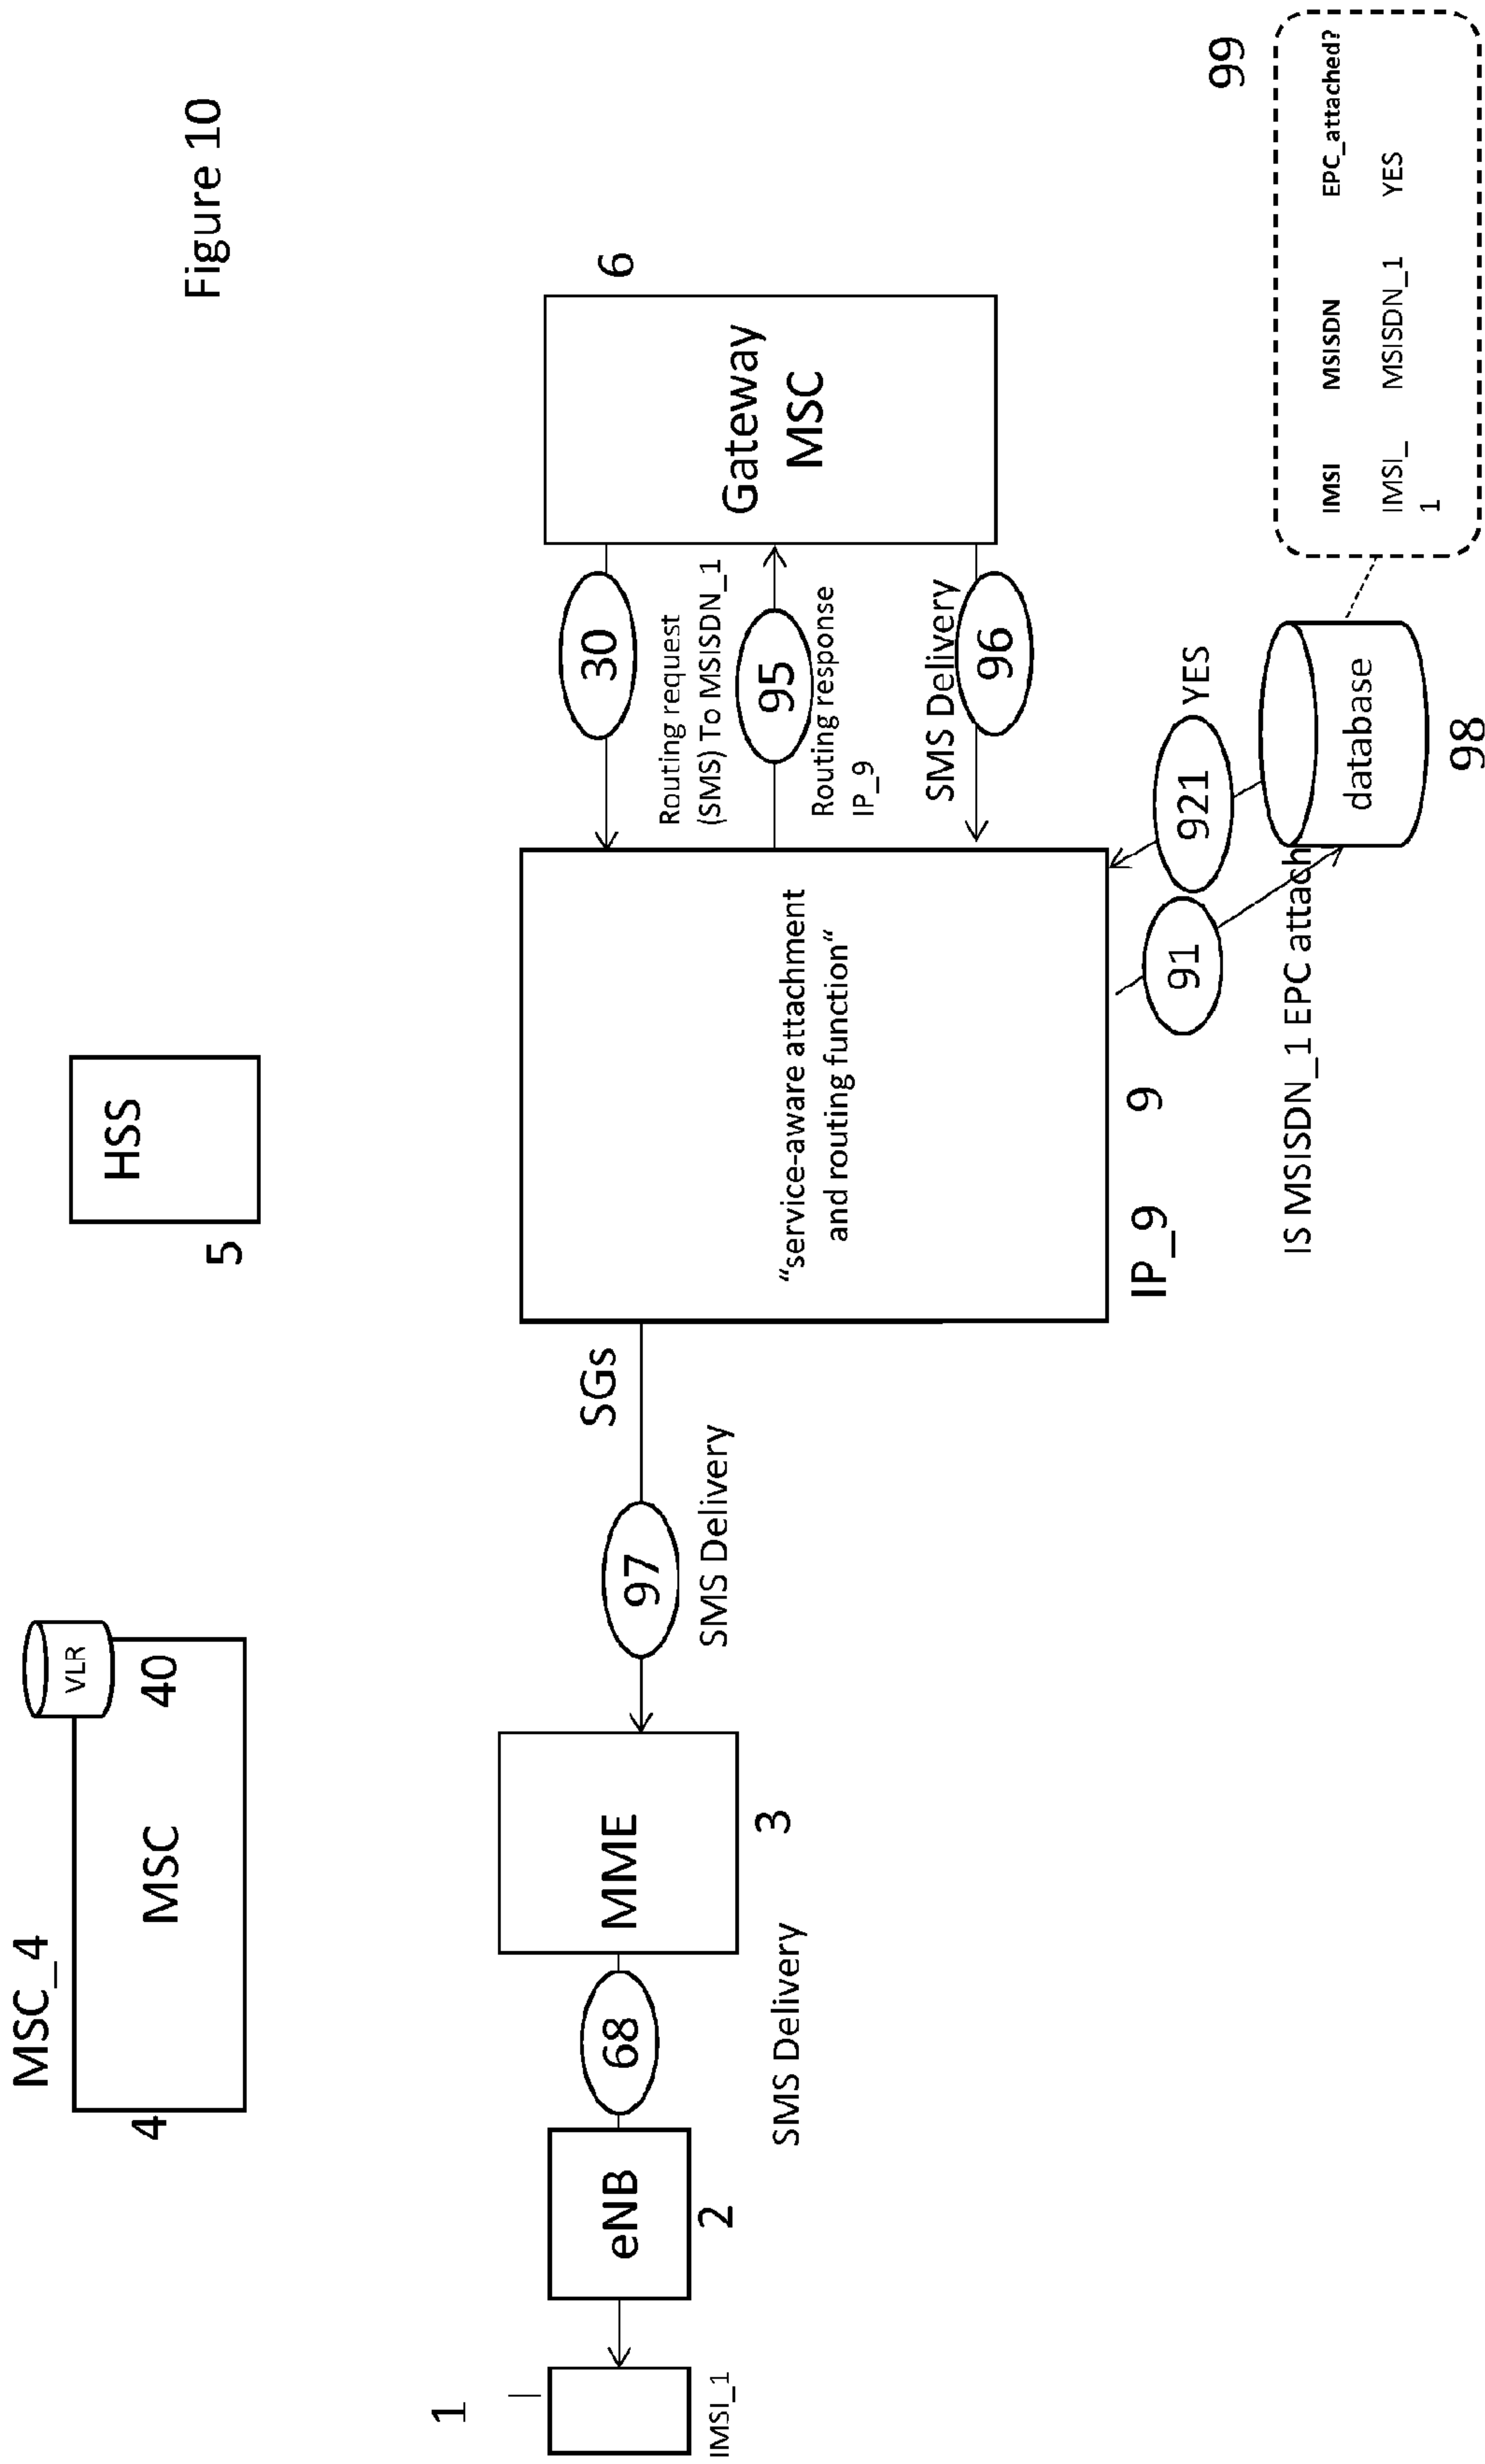 Figure 10
MSC_4
4
MSC
VLR
40
HSS
5
1
IMSI_1
eNB
2
68
SMS Delivery
MME
3
97
SMS Delivery
SGs
“service-aware attachment
and routing function“
IP_9
9
30
Routing request
(SMS) To MSISDN_1
95
Routing response
IP_9
SMS Delivery
96
Gateway
MSC
6
91
IS MSISDN_1 EPC attach
921
YES
database
98
99
IMSI MSISDN EPC_attached?
IMSI_ MSISDN_1 YES
1